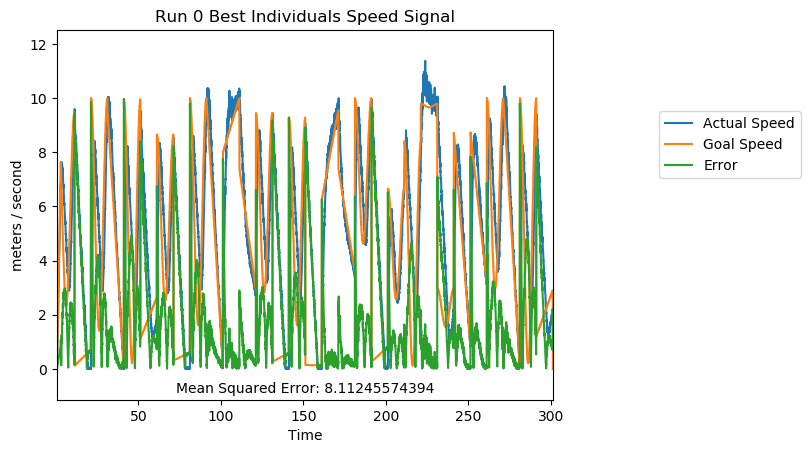 Run 0 Best Individuals Speed Signal
12
10
8
6
4
2
0
meters / second
Actual Speed
Goal Speed
Error
Mean Squared Error: 8.11245574394
50 100 150 200 250 300
Time